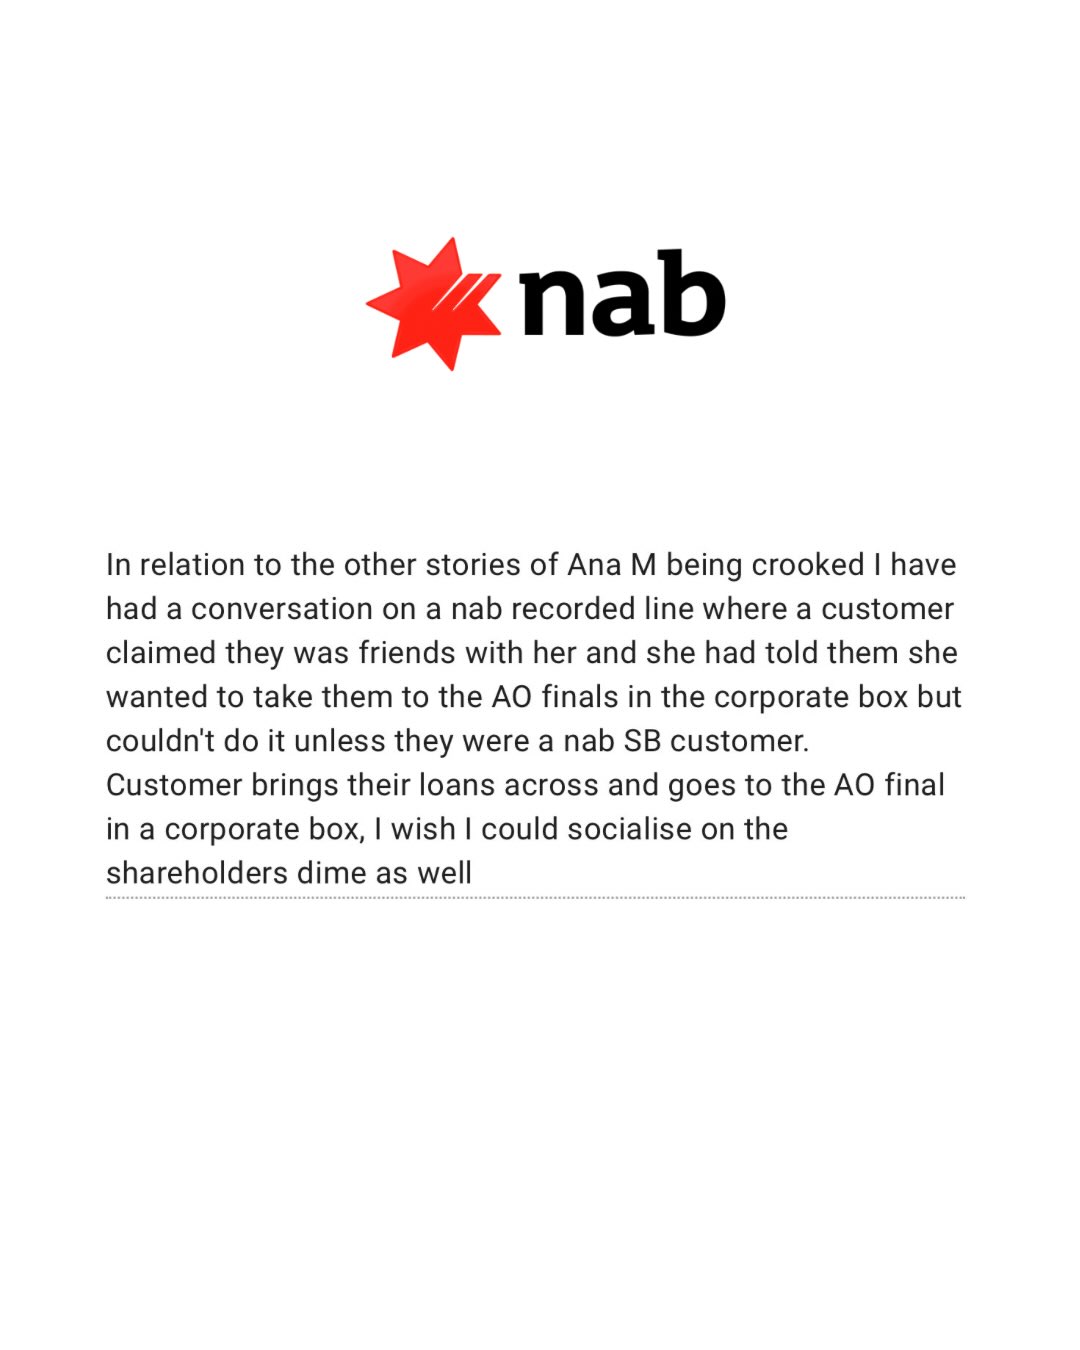 nab
In relation to the other stories of Ana M being crooked I have
had a conversation on a nab recorded line where a customer
claimed they was friends with her and she had told them she
wanted to take them to the AO finals in the corporate box but
couldn't do it unless they were a nab SB customer.
Customer brings their loans across and goes to the AO final
in a corporate box, I wish I could socialise on the
shareholders dime as well